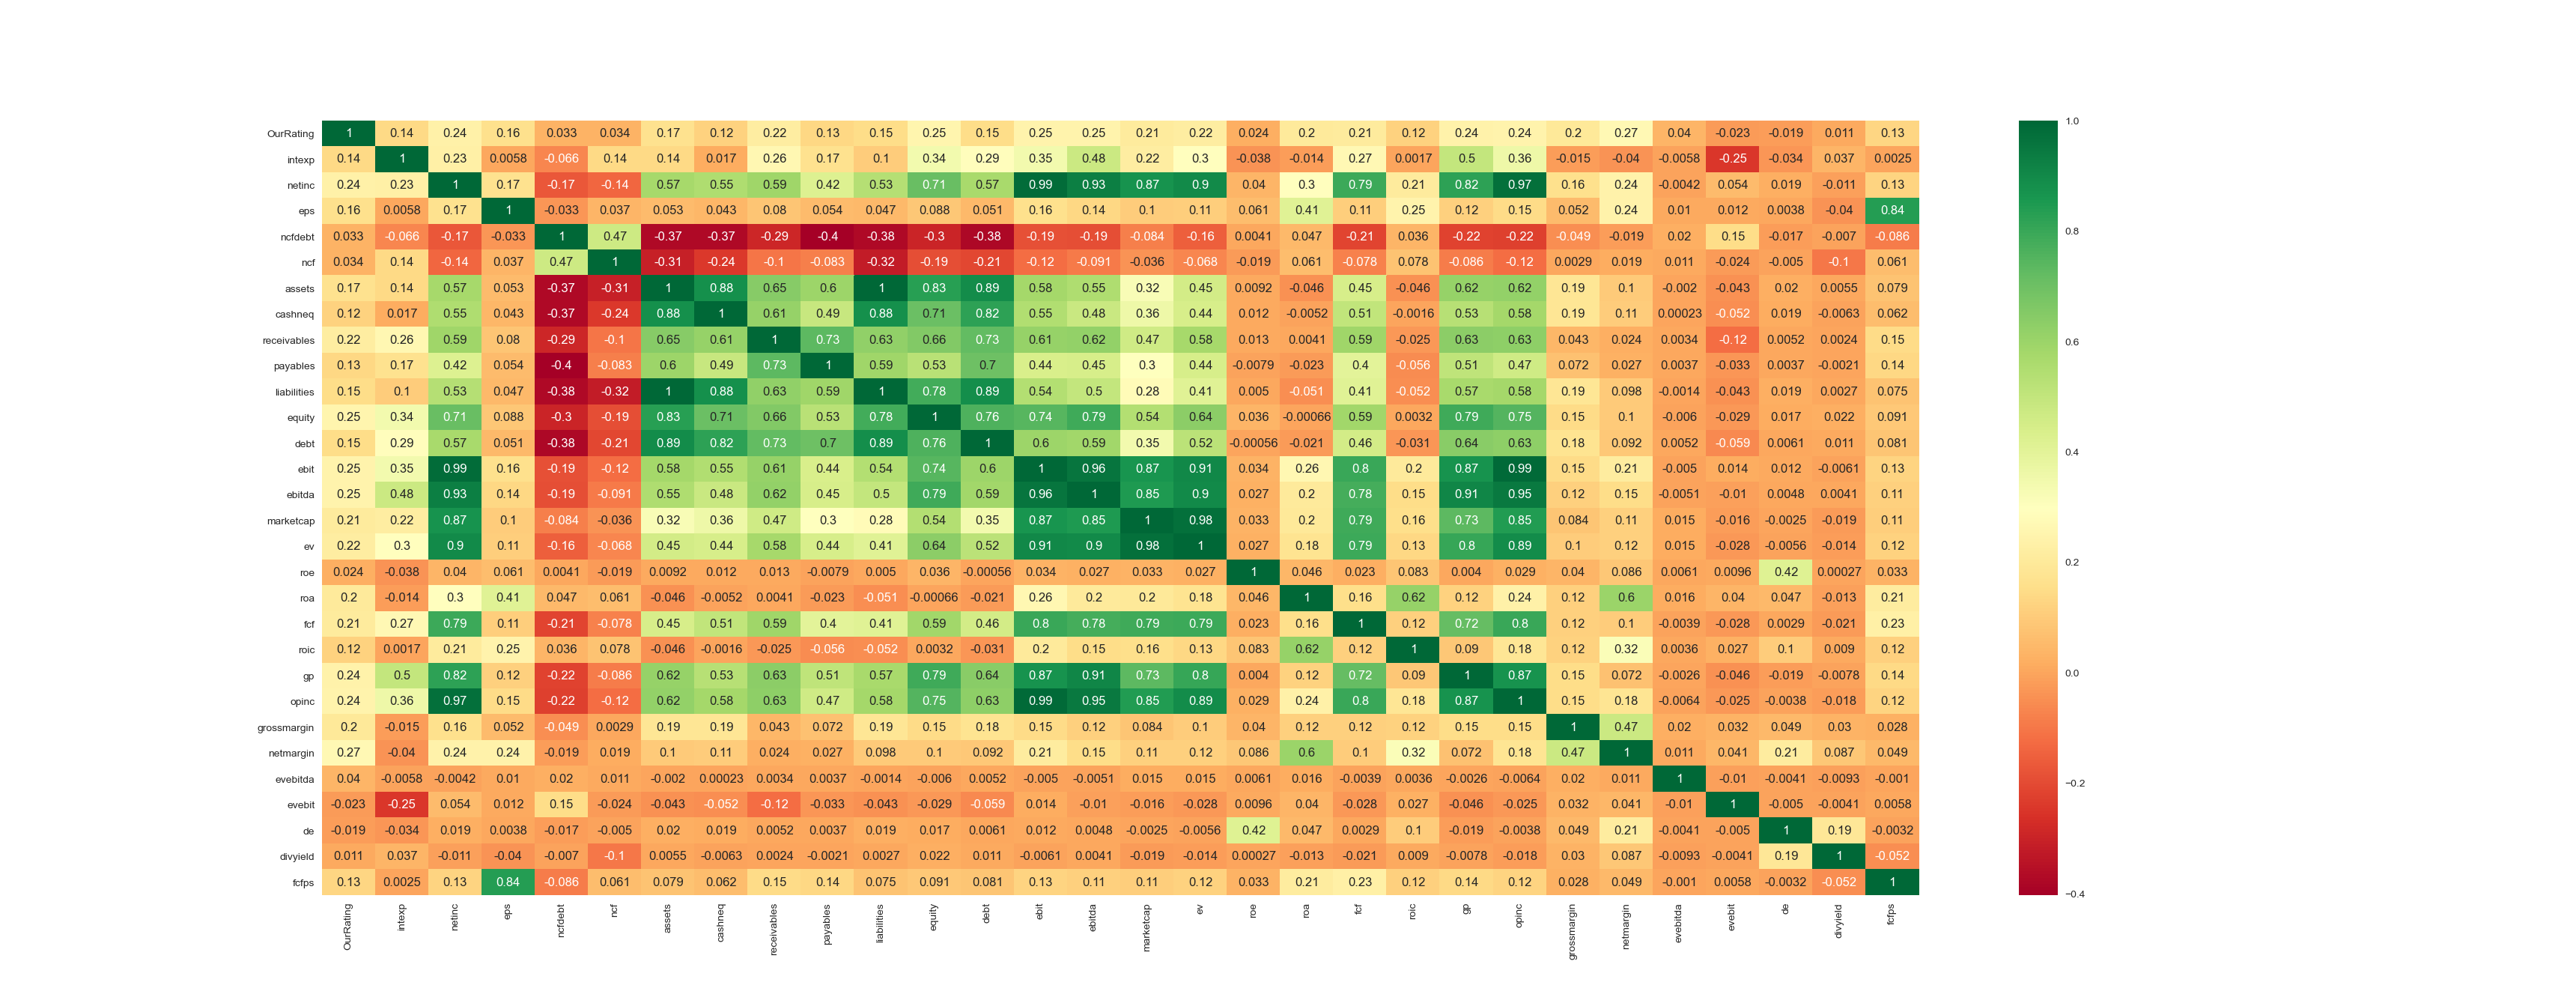 OurRating 1 0.14 0.24 0.16 0.033 0.034 0.17 0.12 0.22 0.13 0.15 0.25 0.15 0.25 0.25 0.21 0.22 0.024 0.2 0.21 0.12 0.24 0.24 0.2 0.27 0.04 -0.023 -0.019 0.011 0.13 1.0
intexp 0.14 1 0.23 0.0058 -0.066 0.14 0.14 0.017 0.26 0.17 0.1 0.34 0.29 0.35 0.48 0.22 0.3 -0.038 -0.014 0.27 0.0017 0.5 0.36 -0.015 -0.04 -0.0058 -0.25 -0.034 0.037 0.0025
netinc 0.24 0.23 1 0.17 -0.17 -0.14 0.57 0.55 0.59 0.42 0.53 0.71 0.57 0.99 0.93 0.87 0.9 0.04 0.3 0.79 0.21 0.82 0.97 0.16 0.24 -0.0042 0.054 0.019 -0.011 0.13
eps 0.16 0.0058 0.17 1 -0.033 0.037 0.053 0.043 0.08 0.054 0.047 0.088 0.051 0.16 0.14 0.1 0.11 0.061 0.41 0.11 0.25 0.12 0.15 0.052 0.24 0.01 0.012 0.0038 -0.04 0.84
ncfdebt 0.033 -0.066 -0.17 -0.033 1 0.47 -0.37 -0.37 -0.29 -0.4 -0.38 -0.3 -0.38 -0.19 -0.19 -0.084 -0.16 0.0041 0.047 -0.21 0.036 -0.22 -0.22 -0.049 -0.019 0.02 0.15 -0.017 -0.007 -0.086 0.8
ncf 0.034 0.14 -0.14 0.037 0.47 1 -0.31 -0.24 -0.1 -0.083 -0.32 -0.19 -0.21 -0.12 -0.091 -0.036 -0.068 -0.019 0.061 -0.078 0.078 -0.086 -0.12 0.0029 0.019 0.011 -0.024 -0.005 -0.1 0.061
assets 0.17 0.14 0.57 0.053 -0.37 -0.31 1 0.88 0.65 0.6 1 0.83 0.89 0.58 0.55 0.32 0.45 0.0092 -0.046 0.45 -0.046 0.62 0.62 0.19 0.1 -0.002 -0.043 0.02 0.0055 0.079
cashneq 0.12 0.017 0.55 0.043 -0.37 -0.24 0.88 1 0.61 0.49 0.88 0.71 0.82 0.55 0.48 0.36 0.44 0.012 -0.0052 0.51 -0.0016 0.53 0.58 0.19 0.11 0.00023 -0.052 0.019 -0.0063 0.062
receivables 0.22 0.26 0.59 0.08 -0.29 -0.1 0.65 0.61 1 0.73 0.63 0.66 0.73 0.61 0.62 0.47 0.58 0.013 0.0041 0.59 -0.025 0.63 0.63 0.043 0.024 0.0034 -0.12 0.0052 0.0024 0.15 0.6
payables 0.13 0.17 0.42 0.054 -0.4 -0.083 0.6 0.49 0.73 1 0.59 0.53 0.7 0.44 0.45 0.3 0.44 -0.0079 -0.023 0.4 -0.056 0.51 0.47 0.072 0.027 0.0037 -0.033 0.0037 -0.0021 0.14
liabilities 0.15 0.1 0.53 0.047 -0.38 -0.32 1 0.88 0.63 0.59 1 0.78 0.89 0.54 0.5 0.28 0.41 0.005 -0.051 0.41 -0.052 0.57 0.58 0.19 0.098 -0.0014 -0.043 0.019 0.0027 0.075
equity 0.25 0.34 0.71 0.088 -0.3 -0.19 0.83 0.71 0.66 0.53 0.78 1 0.76 0.74 0.79 0.54 0.64 0.036 -0.00066 0.59 0.0032 0.79 0.75 0.15 0.1 -0.006 -0.029 0.017 0.022 0.091
debt 0.15 0.29 0.57 0.051 -0.38 -0.21 0.89 0.82 0.73 0.7 0.89 0.76 1 0.6 0.59 0.35 0.52 -0.00056 -0.021 0.46 -0.031 0.64 0.63 0.18 0.092 0.0052 -0.059 0.0061 0.011 0.081 0.4
ebit 0.25 0.35 0.99 0.16 -0.19 -0.12 0.58 0.55 0.61 0.44 0.54 0.74 0.6 1 0.96 0.87 0.91 0.034 0.26 0.8 0.2 0.87 0.99 0.15 0.21 -0.005 0.014 0.012 -0.0061 0.13
ebitda 0.25 0.48 0.93 0.14 -0.19 -0.091 0.55 0.48 0.62 0.45 0.5 0.79 0.59 0.96 1 0.85 0.9 0.027 0.2 0.78 0.15 0.91 0.95 0.12 0.15 -0.0051 -0.01 0.0048 0.0041 0.11
marketcap 0.21 0.22 0.87 0.1 -0.084 -0.036 0.32 0.36 0.47 0.3 0.28 0.54 0.35 0.87 0.85 1 0.98 0.033 0.2 0.79 0.16 0.73 0.85 0.084 0.11 0.015 -0.016 -0.0025 -0.019 0.11
ev 0.22 0.3 0.9 0.11 -0.16 -0.068 0.45 0.44 0.58 0.44 0.41 0.64 0.52 0.91 0.9 0.98 1 0.027 0.18 0.79 0.13 0.8 0.89 0.1 0.12 0.015 -0.028 -0.0056 -0.014 0.12
roe 0.024 -0.038 0.04 0.061 0.0041 -0.019 0.0092 0.012 0.013 -0.0079 0.005 0.036 -0.00056 0.034 0.027 0.033 0.027 1 0.046 0.023 0.083 0.004 0.029 0.04 0.086 0.0061 0.0096 0.42 0.00027 0.033 0.2
roa 0.2 -0.014 0.3 0.41 0.047 0.061 -0.046 -0.0052 0.0041 -0.023 -0.051 -0.00066 -0.021 0.26 0.2 0.2 0.18 0.046 1 0.16 0.62 0.12 0.24 0.12 0.6 0.016 0.04 0.047 -0.013 0.21
fcf 0.21 0.27 0.79 0.11 -0.21 -0.078 0.45 0.51 0.59 0.4 0.41 0.59 0.46 0.8 0.78 0.79 0.79 0.023 0.16 1 0.12 0.72 0.8 0.12 0.1 -0.0039 -0.028 0.0029 -0.021 0.23
roic 0.12 0.0017 0.21 0.25 0.036 0.078 -0.046 -0.0016 -0.025 -0.056 -0.052 0.0032 -0.031 0.2 0.15 0.16 0.13 0.083 0.62 0.12 1 0.09 0.18 0.12 0.32 0.0036 0.027 0.1 0.009 0.12
gp 0.24 0.5 0.82 0.12 -0.22 -0.086 0.62 0.53 0.63 0.51 0.57 0.79 0.64 0.87 0.91 0.73 0.8 0.004 0.12 0.72 0.09 1 0.87 0.15 0.072 -0.0026 -0.046 -0.019 -0.0078 0.14 0.0
opinc 0.24 0.36 0.97 0.15 -0.22 -0.12 0.62 0.58 0.63 0.47 0.58 0.75 0.63 0.99 0.95 0.85 0.89 0.029 0.24 0.8 0.18 0.87 1 0.15 0.18 -0.0064 -0.025 -0.0038 -0.018 0.12
grossmargin 0.2 -0.015 0.16 0.052 -0.049 0.0029 0.19 0.19 0.043 0.072 0.19 0.15 0.18 0.15 0.12 0.084 0.1 0.04 0.12 0.12 0.12 0.15 0.15 1 0.47 0.02 0.032 0.049 0.03 0.028
netmargin 0.27 -0.04 0.24 0.24 -0.019 0.019 0.1 0.11 0.024 0.027 0.098 0.1 0.092 0.21 0.15 0.11 0.12 0.086 0.6 0.1 0.32 0.072 0.18 0.47 1 0.011 0.041 0.21 0.087 0.049
evebitda 0.04 -0.0058 -0.0042 0.01 0.02 0.011 -0.002 0.00023 0.0034 0.0037 -0.0014 -0.006 0.0052 -0.005 -0.0051 0.015 0.015 0.0061 0.016 -0.0039 0.0036 -0.0026 -0.0064 0.02 0.011 1 -0.01 -0.0041 -0.0093 -0.001 −0.2
evebit -0.023 -0.25 0.054 0.012 0.15 -0.024 -0.043 -0.052 -0.12 -0.033 -0.043 -0.029 -0.059 0.014 -0.01 -0.016 -0.028 0.0096 0.04 -0.028 0.027 -0.046 -0.025 0.032 0.041 -0.01 1 -0.005 -0.0041 0.0058
de -0.019 -0.034 0.019 0.0038 -0.017 -0.005 0.02 0.019 0.0052 0.0037 0.019 0.017 0.0061 0.012 0.0048 -0.0025 -0.0056 0.42 0.047 0.0029 0.1 -0.019 -0.0038 0.049 0.21 -0.0041 -0.005 1 0.19 -0.0032
divyield 0.011 0.037 -0.011 -0.04 -0.007 -0.1 0.0055 -0.0063 0.0024 -0.0021 0.0027 0.022 0.011 -0.0061 0.0041 -0.019 -0.014 0.00027 -0.013 -0.021 0.009 -0.0078 -0.018 0.03 0.087 -0.0093 -0.0041 0.19 1 -0.052
fcfps 0.13 0.0025 0.13 0.84 -0.086 0.061 0.079 0.062 0.15 0.14 0.075 0.091 0.081 0.13 0.11 0.11 0.12 0.033 0.21 0.23 0.12 0.14 0.12 0.028 0.049 -0.001 0.0058 -0.0032 -0.052 1 −0.4
OurRating intexp netinc eps ncfdebt ncf assets cashneq receivables payables liabilities equity debt ebit ebitda marketcap ev roe roa fcf roic gp opinc grossmargin netmargin evebitda evebit de divyield fcfps